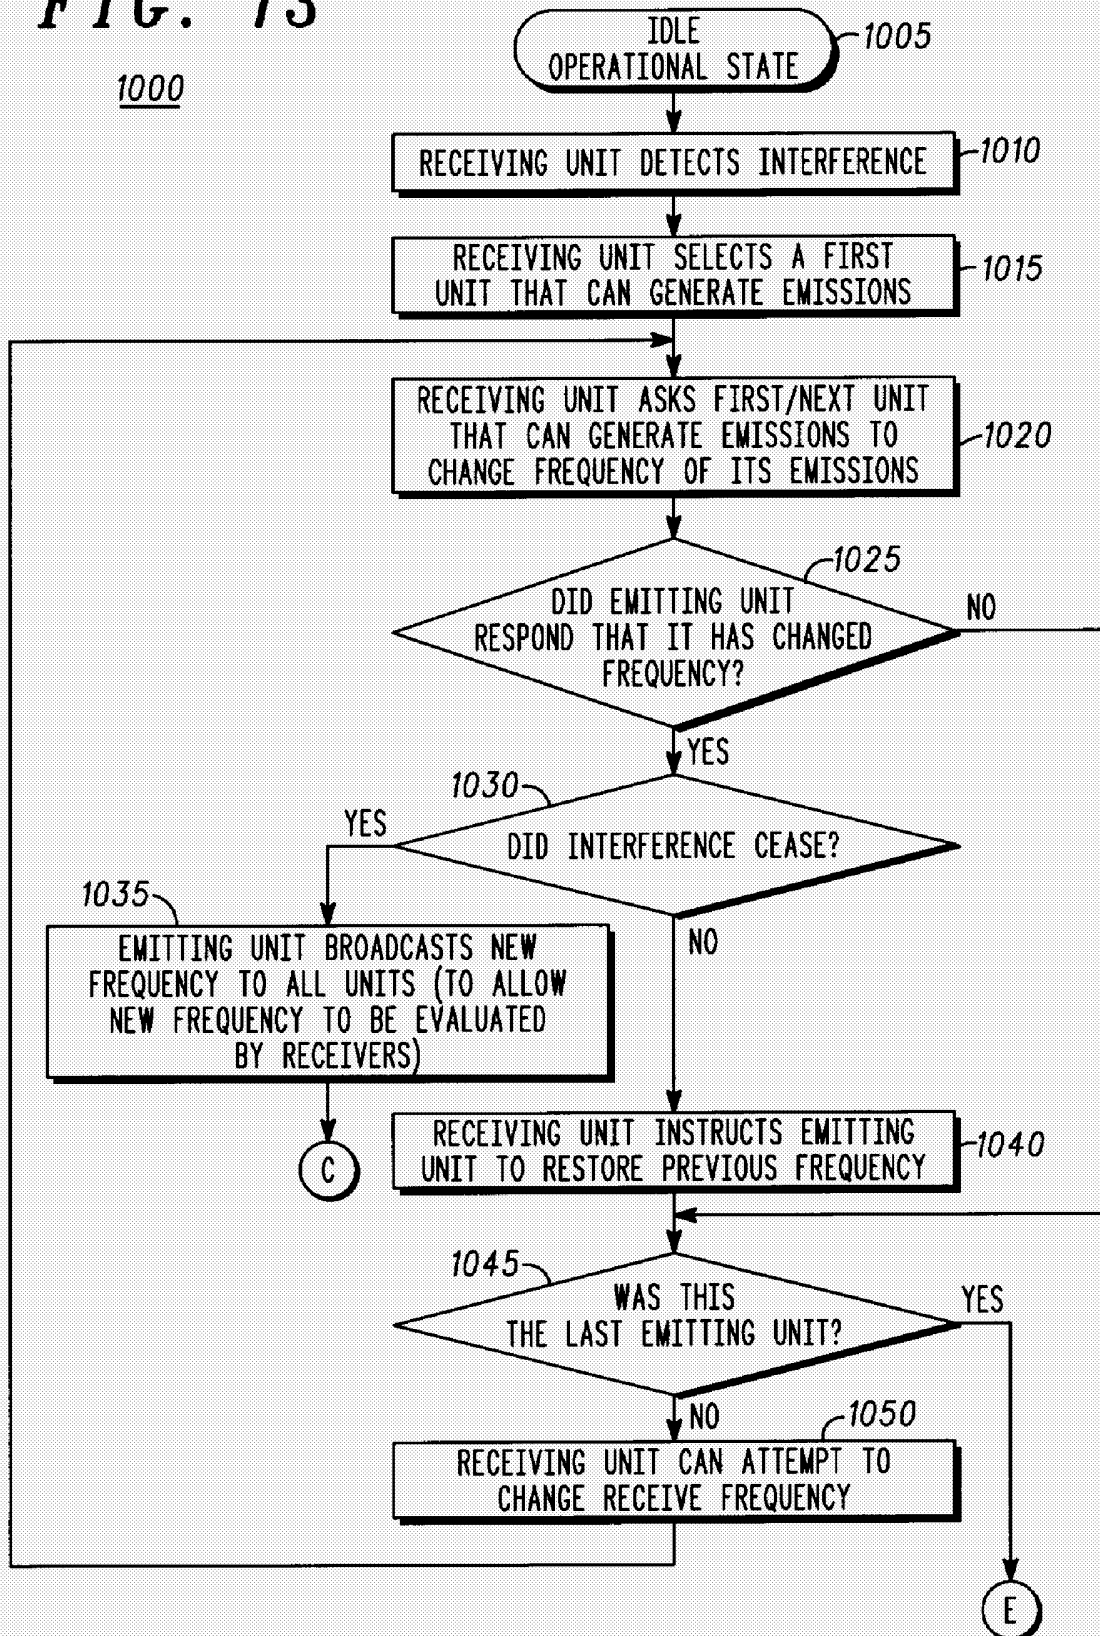 FIG. 13
1000
IDLE
OPERATIONAL STATE
1005
RECEIVING UNIT DETECTS INTERFERENCE
1010
RECEIVING UNIT SELECTS A FIRST
UNIT THAT CAN GENERATE EMISSIONS
1015
RECEIVING UNIT ASKS FIRST/NEXT UNIT
THAT CAN GENERATE EMISSIONS TO
CHANGE FREQUENCY OF ITS EMISSIONS
1020
1025
DID EMITTING UNIT
RESPOND THAT IT HAS CHANGED
FREQUENCY?
NO
YES
1030
DID INTERFERENCE CEASE?
YES
NO
1035
EMITTING UNIT BROADCASTS NEW
FREQUENCY TO ALL UNITS (TO ALLOW
NEW FREQUENCY TO BE EVALUATED
BY RECEIVERS)
C
RECEIVING UNIT INSTRUCTS EMITTING
UNIT TO RESTORE PREVIOUS FREQUENCY
1040
1045
WAS THIS
THE LAST EMITTING UNIT?
YES
NO
1050
RECEIVING UNIT CAN ATTEMPT TO
CHANGE RECEIVE FREQUENCY
E